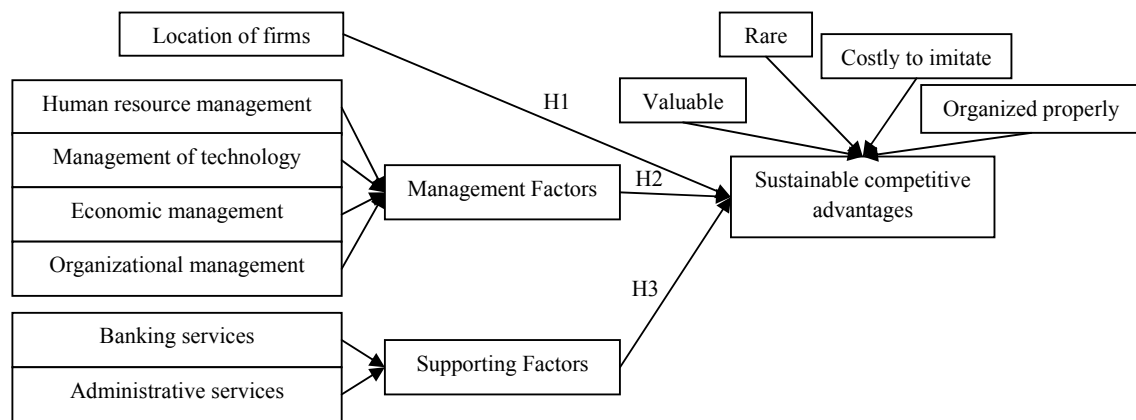 Location of firms
Rare
Costly to imitate
Valuable
Organized properly
H1
Human resource management
Management of technology
Economic management
Organizational management
Management Factors
H2
Sustainable competitive
advantages
H3
Banking services
Administrative services
Supporting Factors